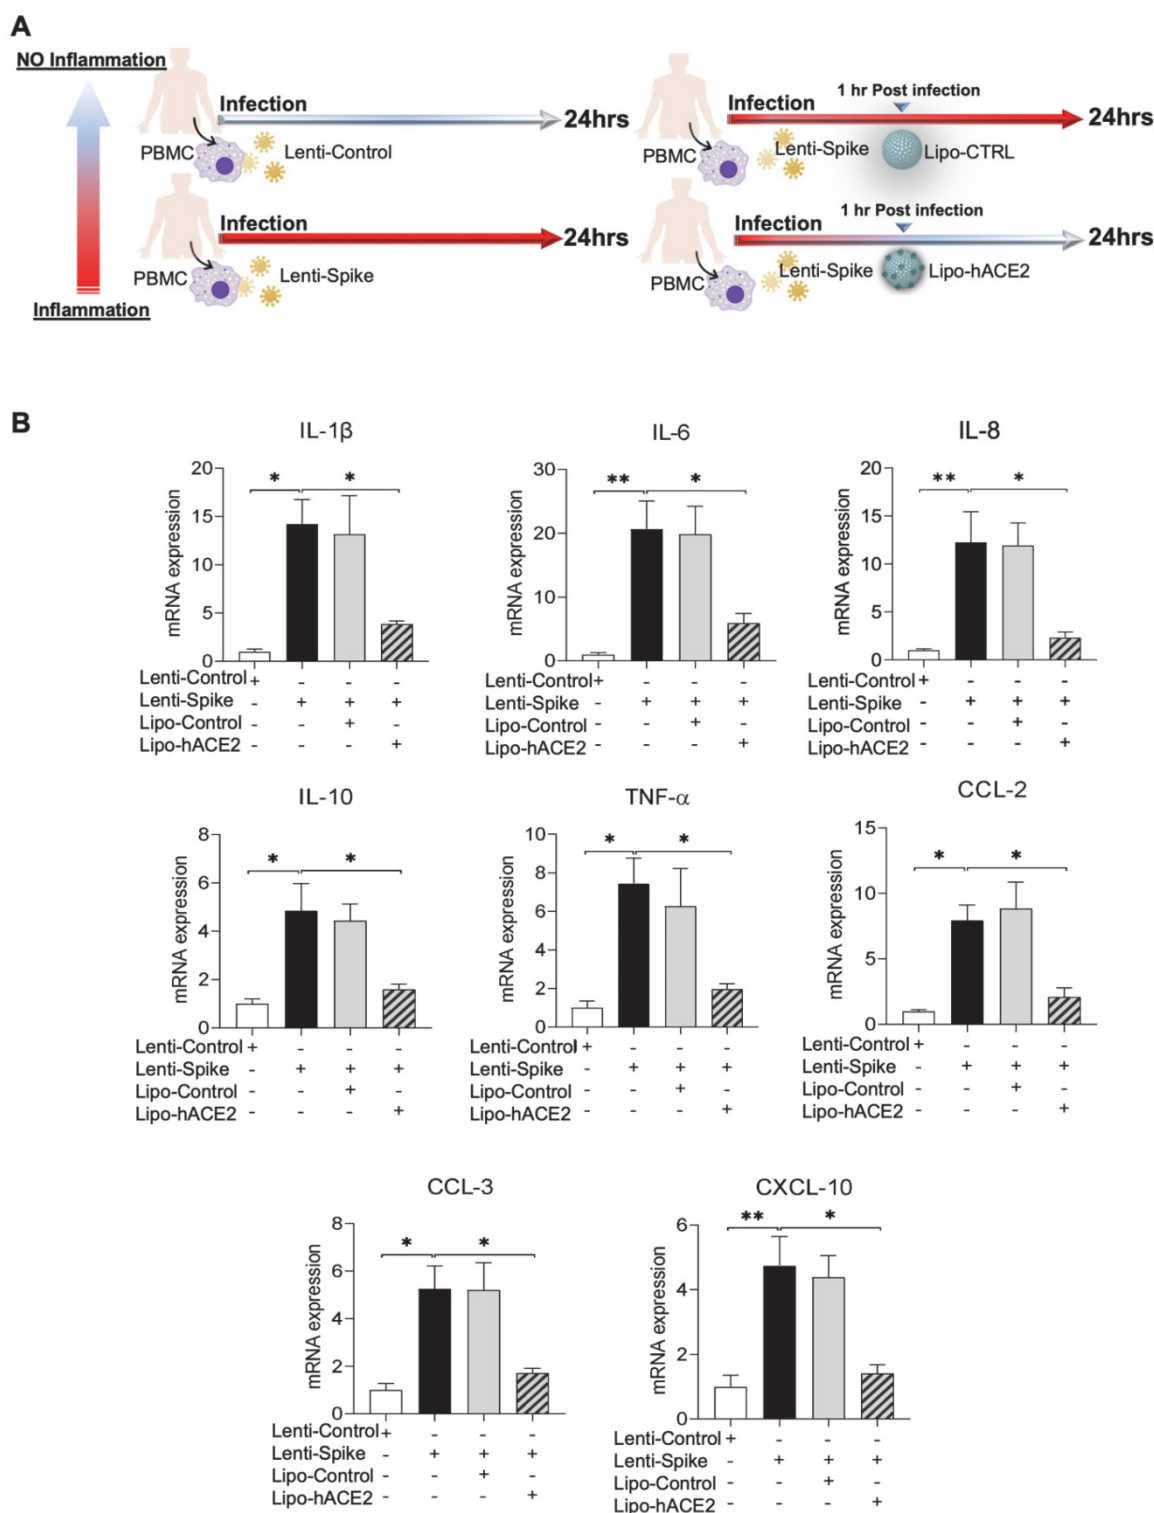 A
NO Inflammation
Inflammation
Infection
24hrs
PBMC
Lenti-Control
Infection
24hrs
PBMC
Lenti-Spike
1 hr Post infection
Infection
24hrs
PBMC
Lenti-Spike
Lipo-CTRL
1 hr Post infection
Infection
24hrs
PBMC
Lenti-Spike
Lipo-hACE2
B
IL-1β
mRNA expression
20
15
10
5
0
* *
Lenti-Control + - - -
Lenti-Spike - + + +
Lipo-Control - - + -
Lipo-hACE2 - - - +
IL-6
mRNA expression
30
20
10
0
** *
Lenti-Control + - - -
Lenti-Spike - + + +
Lipo-Control - - + -
Lipo-hACE2 - - - +
IL-8
mRNA expression
20
15
10
5
0
** *
Lenti-Control + - - -
Lenti-Spike - + + +
Lipo-Control - - + -
Lipo-hACE2 - - - +
IL-10
mRNA expression
8
6
4
2
0
* *
Lenti-Control + - - -
Lenti-Spike - + + +
Lipo-Control - - + -
Lipo-hACE2 - - - +
TNF-α
mRNA expression
10
8
6
4
2
0
* *
Lenti-Control + - - -
Lenti-Spike - + + +
Lipo-Control - - + -
Lipo-hACE2 - - - +
CCL-2
mRNA expression
15
10
5
0
* *
Lenti-Control + - - -
Lenti-Spike - + + +
Lipo-Control - - + -
Lipo-hACE2 - - - +
CCL-3
mRNA expression
8
6
4
2
0
* *
Lenti-Control + - - -
Lenti-Spike - + + +
Lipo-Control - - + -
Lipo-hACE2 - - - +
CXCL-10
mRNA expression
6
4
2
0
** *
Lenti-Control + - - -
Lenti-Spike - + + +
Lipo-Control - - + -
Lipo-hACE2 - - - +